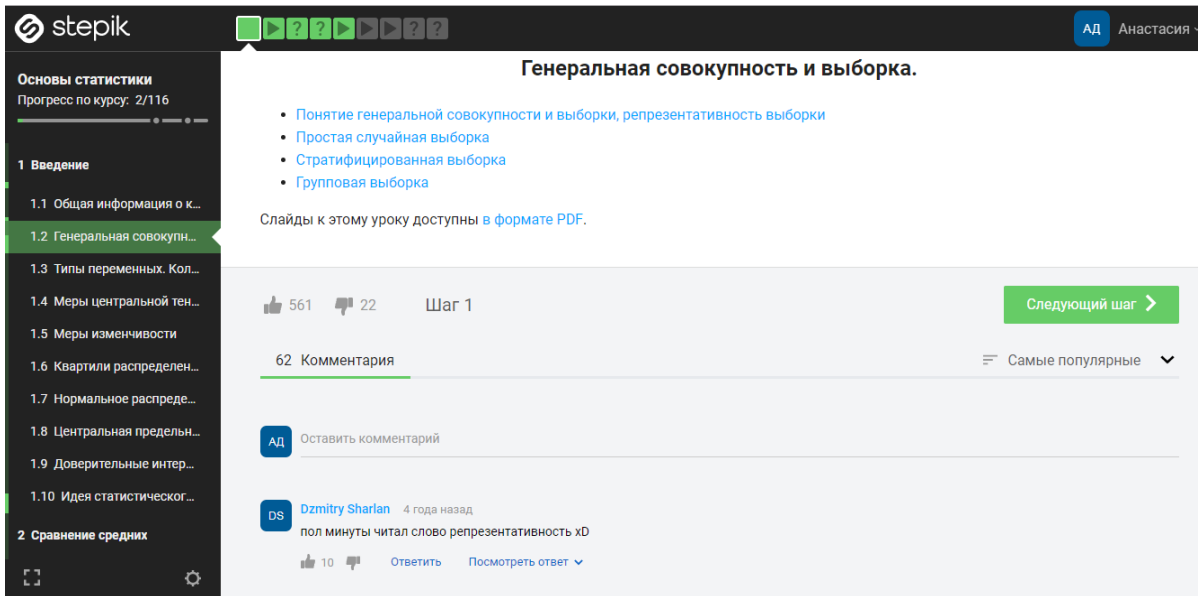 stepik
? ? ? ?
АД Анастасия
Основы статистики
Прогресс по курсу: 2/116
1 Введение
1.1 Общая информация о к...
1.2 Генеральная совокупн...
1.3 Типы переменных. Кол...
1.4 Меры центральной тен...
1.5 Меры изменчивости
1.6 Квартили распределен...
1.7 Нормальное распреде...
1.8 Центральная предельн...
1.9 Доверительные интер...
1.10 Идея статистическог...
2 Сравнение средних
Генеральная совокупность и выборка.
• Понятие генеральной совокупности и выборки, репрезентативность выборки
• Простая случайная выборка
• Стратифицированная выборка
• Групповая выборка
Слайды к этому уроку доступны в формате PDF.
561 22 Шаг 1 Следующий шаг
62 Комментария Самые популярные
АД Оставить комментарий
DS Dzmitry Sharlan 4 года назад
пол минуты читал слово репрезентативность xD
10 Ответить Посмотреть ответ